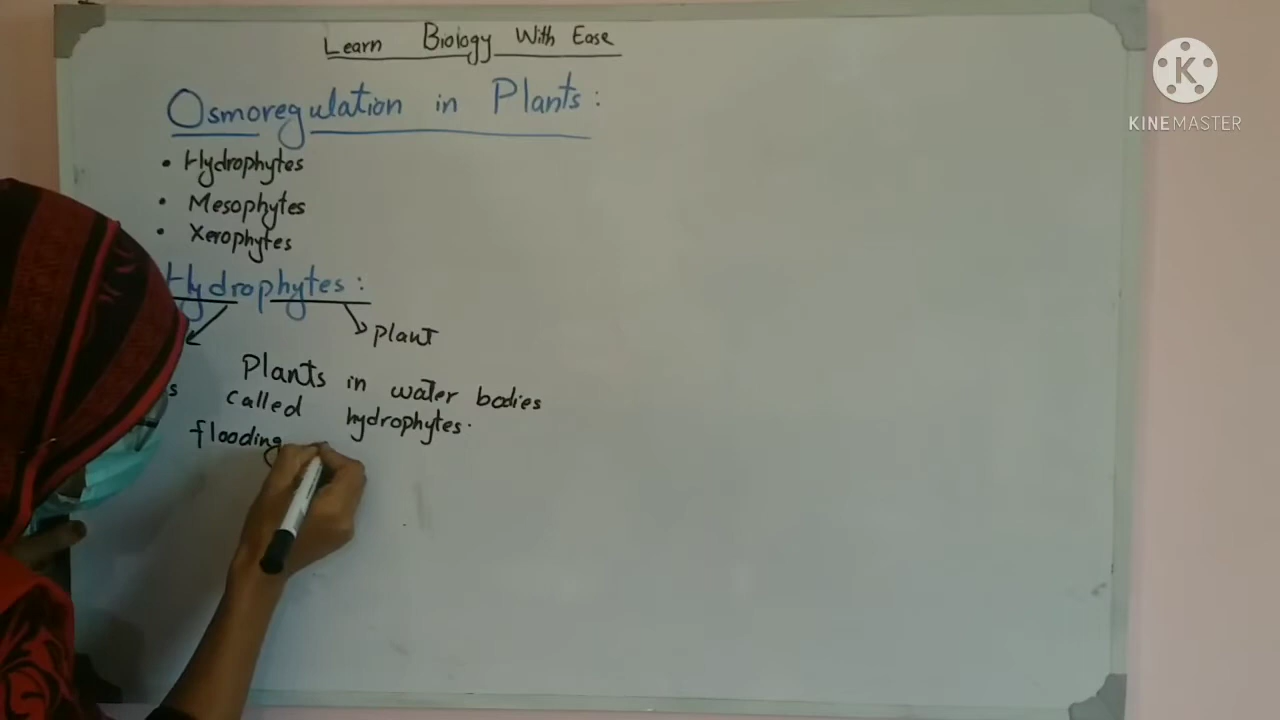 Learn Biology With Ease
Osmoregulation in Plants:
• Hydrophytes
• Mesophytes
• Xerophytes
Hydrophytes:
plant
Plants in water bodies
called hydrophytes.
flooding
KINEMASTER